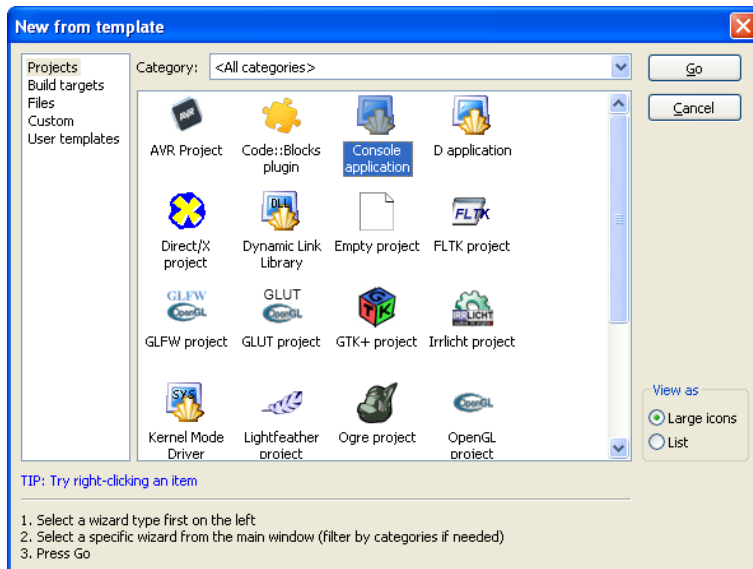 New from template
Projects
Build targets
Files
Custom
User templates
Category: <All categories>
Go
Cancel
AVR Project
Code::Blocks
plugin
Console
application
D application
DLL
FLTK
Direct/X
project
Dynamic Link
Library
Empty project
FLTK project
GLFW
OpenGL
GLUT
OpenGL
GTK
IRRLICHT
GLFW project
GLUT project
GTK+ project
Irrlicht project
SYS
OpenGL
Kernel Mode
Driver
Lightfeather
project
Ogre project
OpenGL
project
View as
Large icons
List
TIP: Try right-clicking an item
1. Select a wizard type first on the left
2. Select a specific wizard from the main window (filter by categories if needed)
3. Press Go